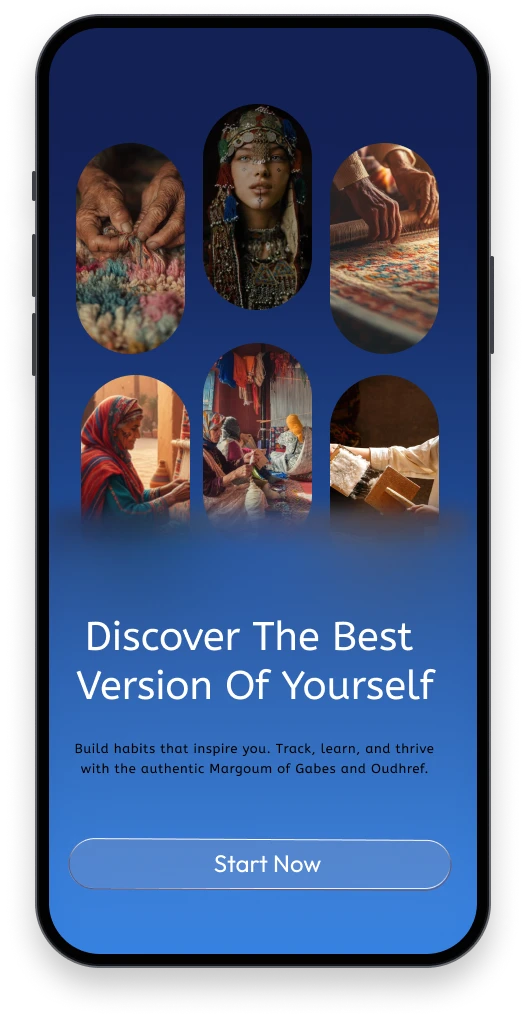 Discover The Best
Version Of Yourself
Build habits that inspire you. Track, learn, and thrive
with the authentic Margoum of Gabes and Oudhref.
Start Now